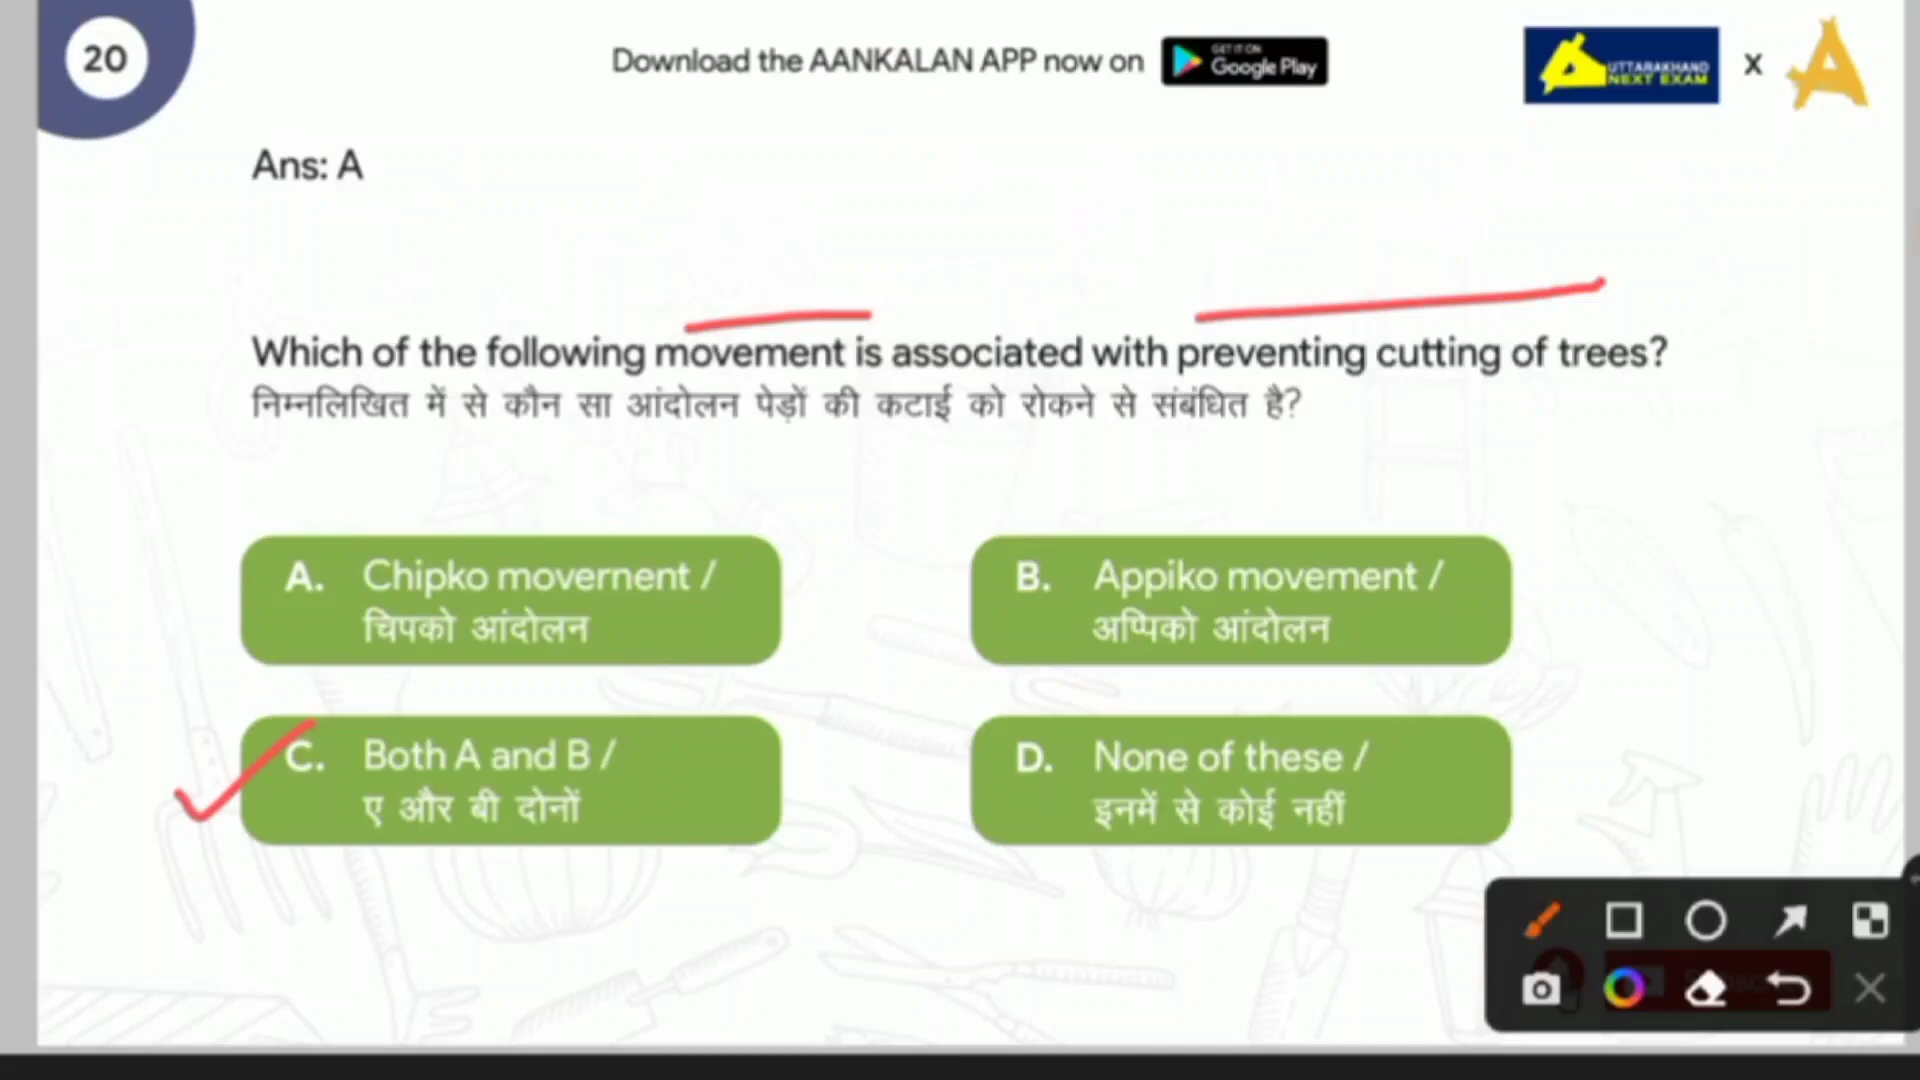 20
Download the AANKALAN APP now on
GET IT ON
Google Play
UTTARAKHAND
NEXT EXAM
X
Ans: A
Which of the following movement is associated with preventing cutting of trees?
निम्नलिखित में से कौन सा आंदोलन पेड़ों की कटाई को रोकने से संबंधित है?
A. Chipko movernent /
चिपको आंदोलन
B. Appiko movement /
अप्पिको आंदोलन
C. Both A and B /
ए और बी दोनों
D. None of these /
इनमें से कोई नहीं